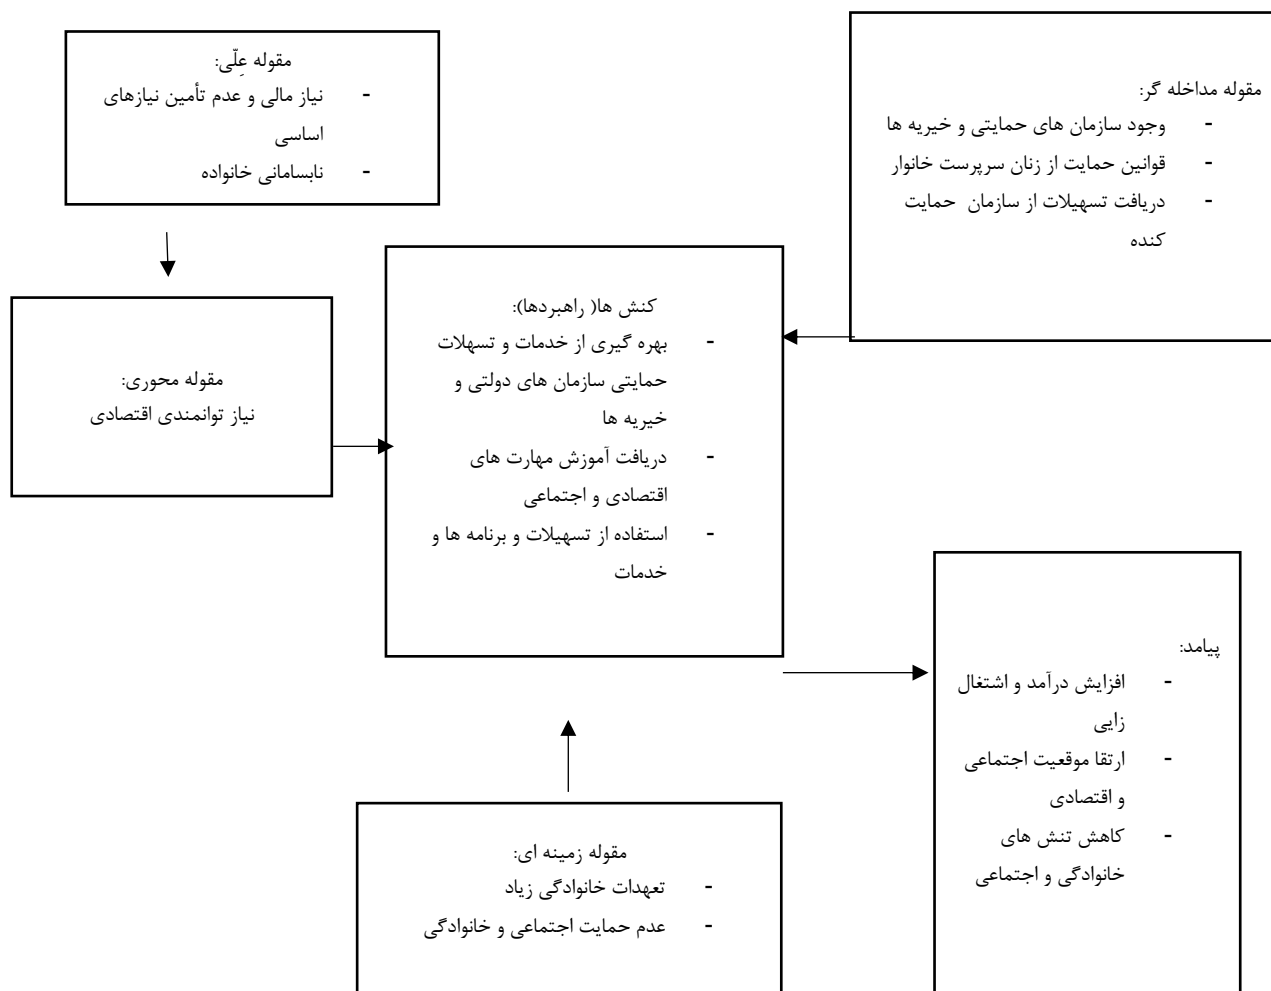 مقوله عِلّی:
- نیاز مالی و عدم تأمین نیازهای
اساسی
- نابسامانی خانواده
مقوله مداخله گر:
- وجود سازمان های حمایتی و خیریه ها
- قوانین حمایت از زنان سرپرست خانوار
- دریافت تسهیلات از سازمان حمایت
کنده
مقوله محوری:
نیاز توانمندی اقتصادی
کنش ها( راهبردها):
- بهره گیری از خدمات و تسهلات
حمایتی سازمان های دولتی و
خیریه ها
- دریافت آموزش مهارت های
اقتصادی و اجتماعی
- استفاده از تسهیلات و برنامه ها و
خدمات
پیامد:
- افزایش درآمد و اشتغال
زایی
- ارتقا موقعیت اجتماعی
و اقتصادی
- کاهش تنش های
خانوادگی و اجتماعی
مقوله زمینه ای:
- تعهدات خانوادگی زیاد
- عدم حمایت اجتماعی و خانوادگی